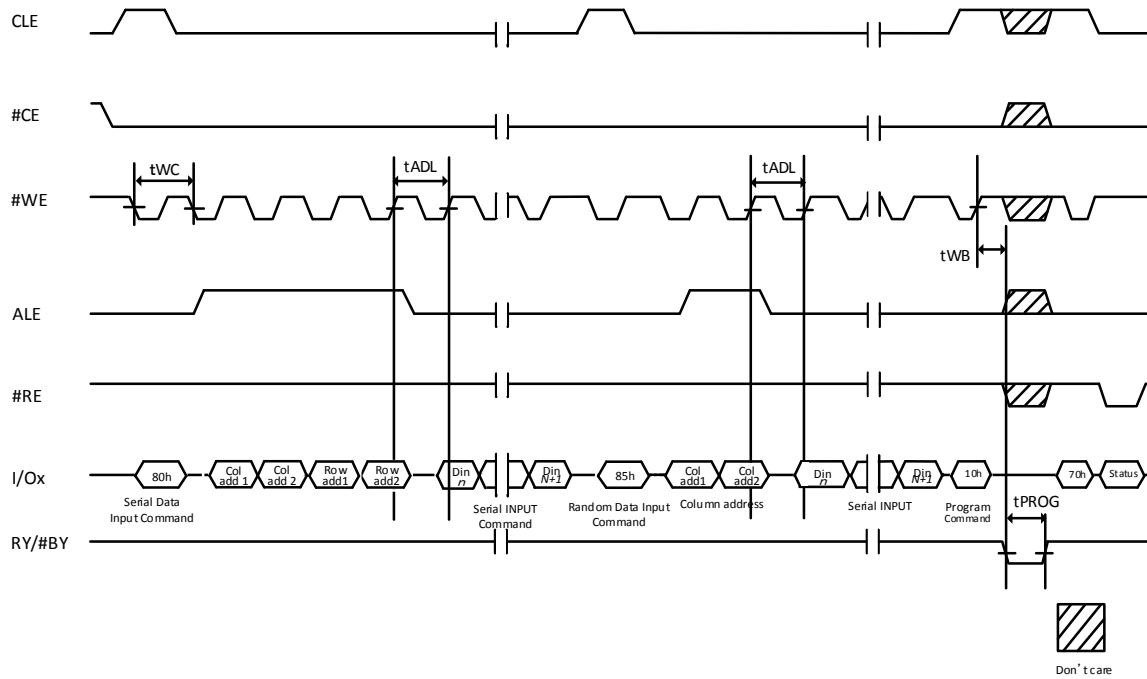 CLE
#CE
tWC
tADL
tADL
#WE
tWB
ALE
#RE
I/Ox
80h
Col
add 1
Col
add 2
Row
add1
Row
add2
Din
n
Din
N+1
85h
Col
add1
Col
add2
Din
n
Din
N+1
10h
70h
Status
Serial Data
Input Command
Serial INPUT
Command
Random Data Input
Command
Column address
Serial INPUT
Program
Command
tPROG
RY/#BY
Don't care